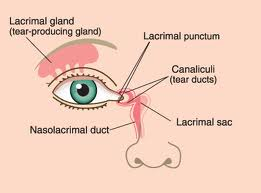 Lacrimal gland
(tear-producing gland)
Lacrimal punctum
Canaliculi
(tear ducts)
Lacrimal sac
Nasolacrimal duct